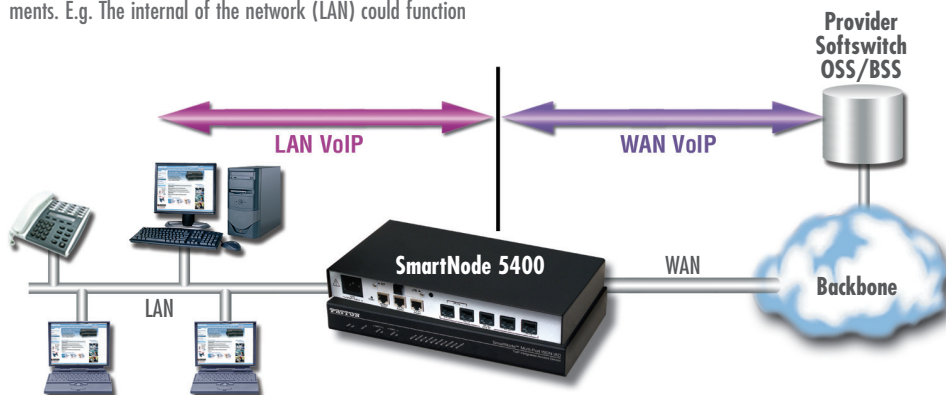 ments. E.g. The internal of the network (LAN) could function
Provider
Softswitch
OSS/BSS
LAN VoIP
WAN VoIP
SmartNode 5400
WAN
Backbone
LAN
PATTON